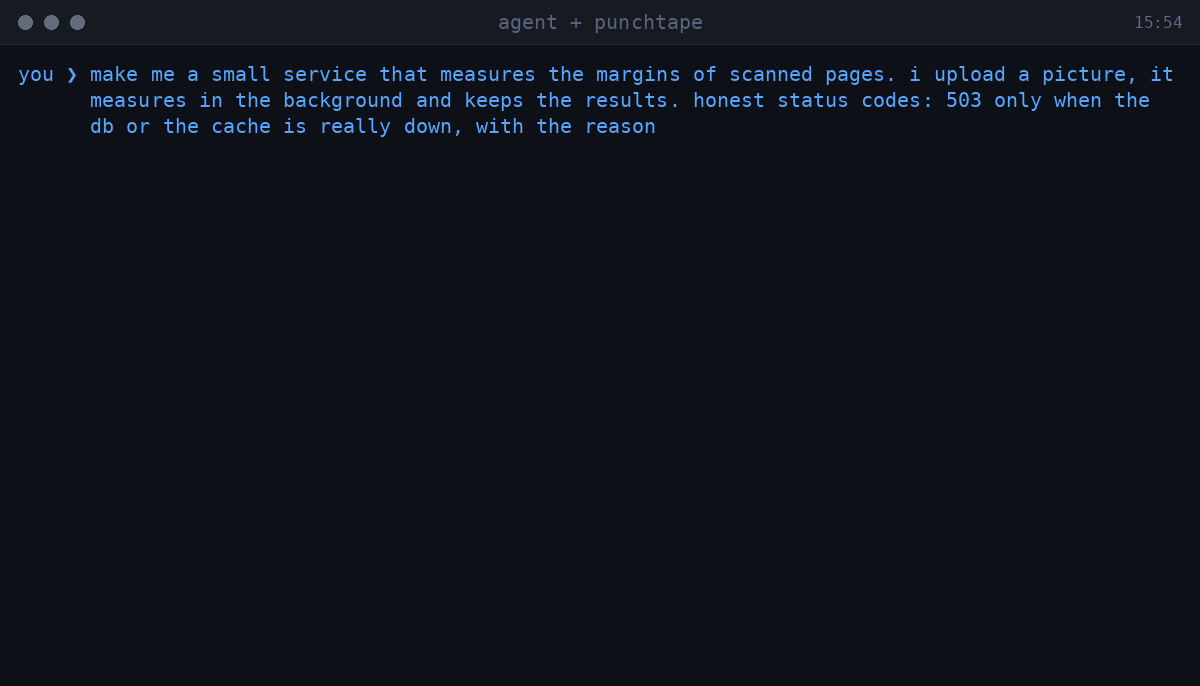 agent + punchtape
15:54
you ❯ make me a small service that measures the margins of scanned pages. i upload a picture, it
measures in the background and keeps the results. honest status codes: 503 only when the
db or the cache is really down, with the reason